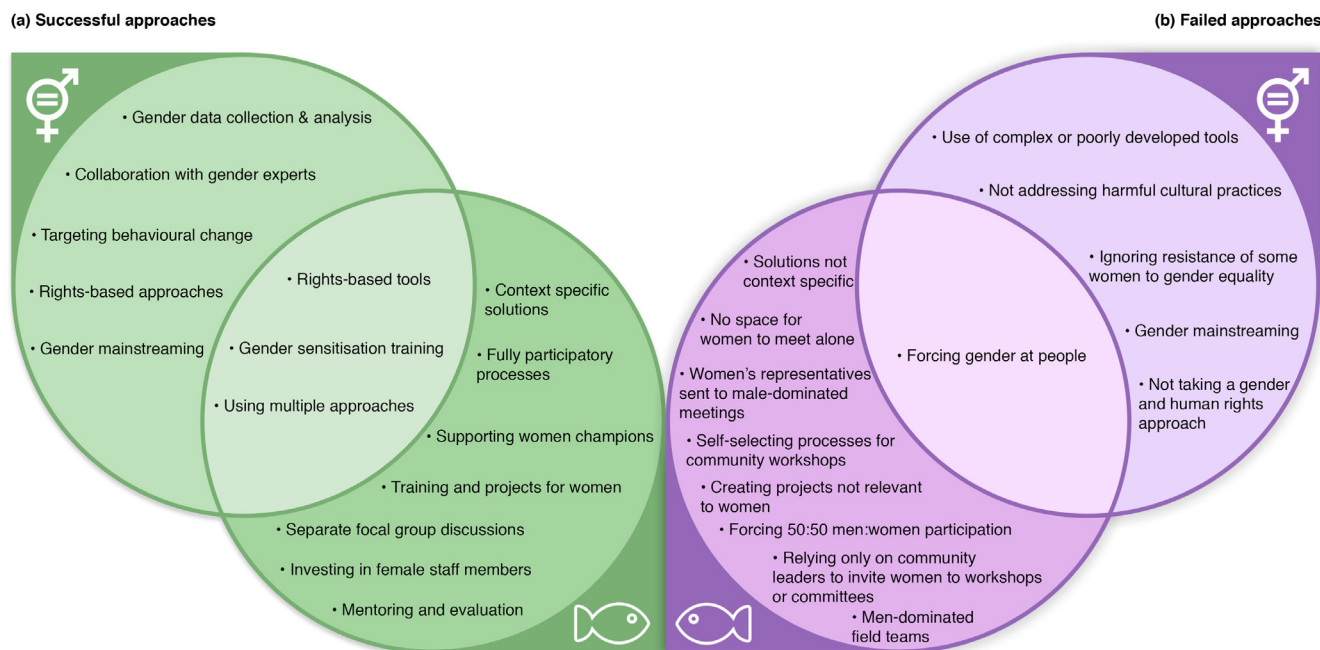 (a) Successful approaches
• Gender data collection & analysis
• Collaboration with gender experts
• Targeting behavioural change
• Rights-based approaches
• Gender mainstreaming
• Rights-based tools
• Gender sensitisation training
• Using multiple approaches
• Context specific
solutions
• Fully participatory
processes
• Supporting women champions
• Training and projects for women
• Separate focal group discussions
• Investing in female staff members
• Mentoring and evaluation
(b) Failed approaches
• Use of complex or poorly developed tools
• Not addressing harmful cultural practices
• Ignoring resistance of some
women to gender equality
• Gender mainstreaming
• Not taking a gender
and human rights
approach
• Forcing gender at people
• Solutions not
context specific
• No space for
women to meet alone
• Women's representatives
sent to male-dominated
meetings
• Self-selecting processes for
community workshops
• Creating projects not relevant
to women
• Forcing 50:50 men:women participation
• Relying only on community
leaders to invite women to workshops
or committees
• Men-dominated
field teams